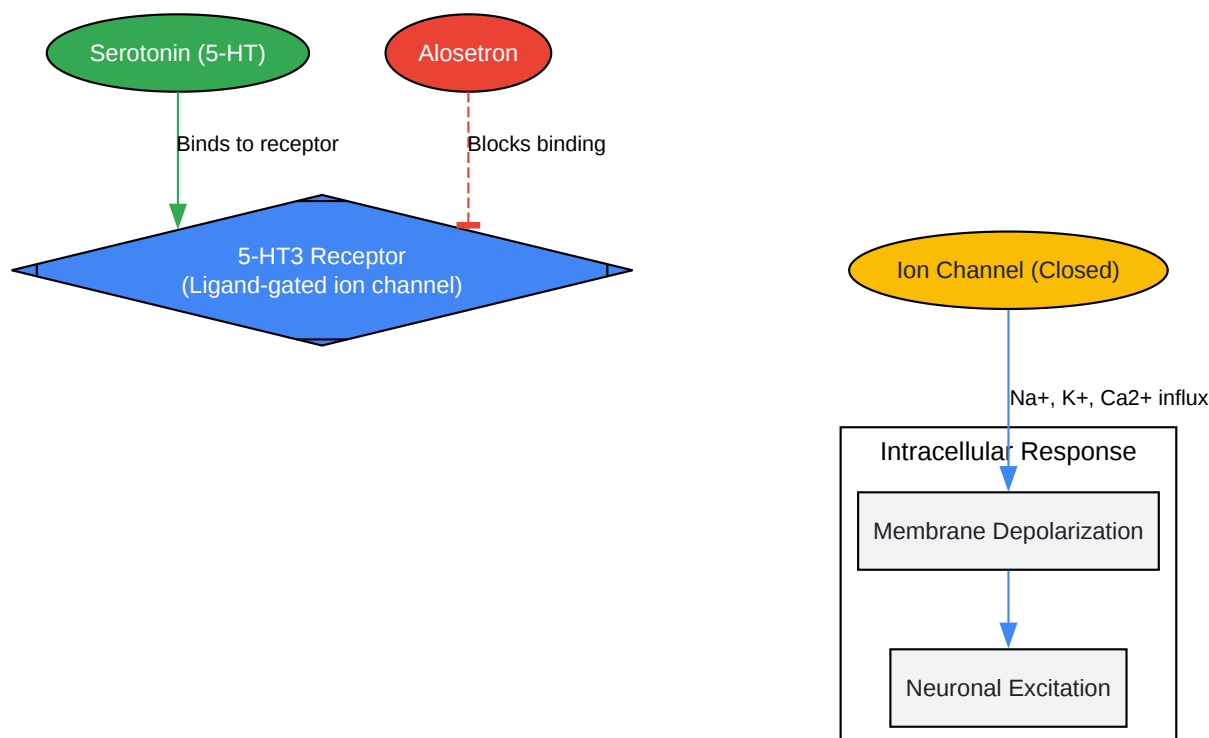 Serotonin (5-HT)
Alosetron
Binds to receptor
Blocks binding
5-HT3 Receptor
(Ligand-gated ion channel)
Ion Channel (Closed)
Na+, K+, Ca2+ influx
Intracellular Response
Membrane Depolarization
Neuronal Excitation